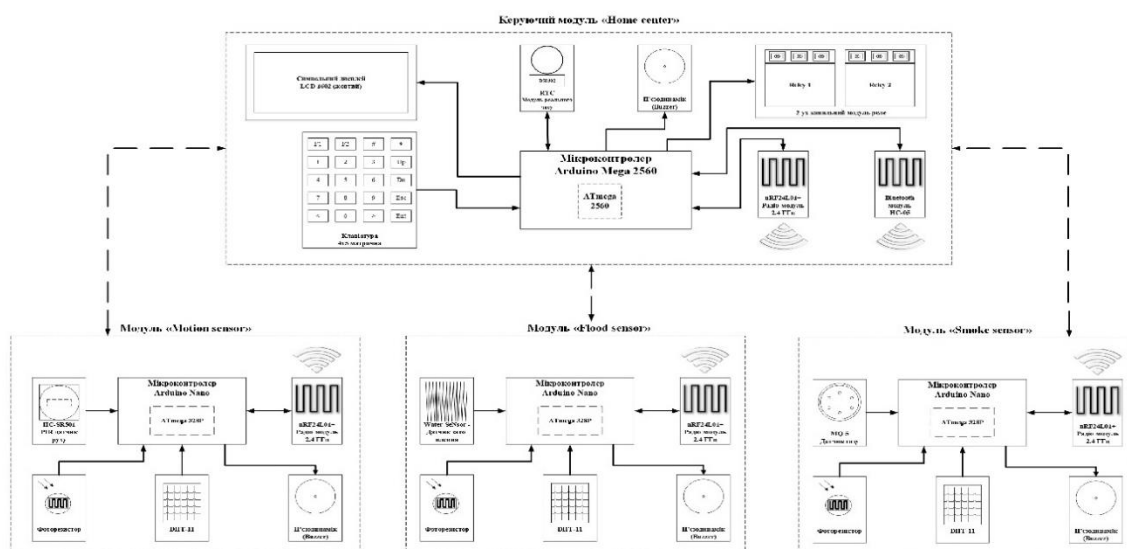 Керуючий модуль «Home center»
Символьний дисплей
LCD 1602 (жовтий)
RTC
Модуль реального
часу
П'єзодинамік
(Buzzer)
Relay 1
Relay 2
2-ух канальний модуль реле
F1
F2
#
*
1
2
3
Up
4
5
6
7
8
9
Esc
0
Ent
Клавіатура
4х5 матрична
Мікроконтролер
Arduino Mega 2560
ATmega
2560
nRF24L01+
Радіо модуль
2.4 ГГц
Bluetooth
модуль
HC-05
Модуль «Motion sensor»
Модуль «Flood sensor»
Модуль «Smoke sensor»
HC-SR501
PIR датчик
руху
Мікроконтролер
Arduino Nano
ATmega 328P
nRF24L01+
Радіо модуль
2.4 ГГц
Фоторезистор
DHT-11
П'єзодинамік
(Buzzer)
Water Sensor -
Датчик
Мікроконтролер
Arduino Nano
ATmega 328P
nRF24L01+
Радіо модуль
2.4 ГГц
Фоторезистор
DHT-11
П'єзодинамік
(Buzzer)
Мікроконтролер
Arduino Nano
ATmega 328P
nRF24L01+
Радіо модуль
2.4 ГГц
Фоторезистор
DHT-11
П'єзодинамік
(Buzzer)